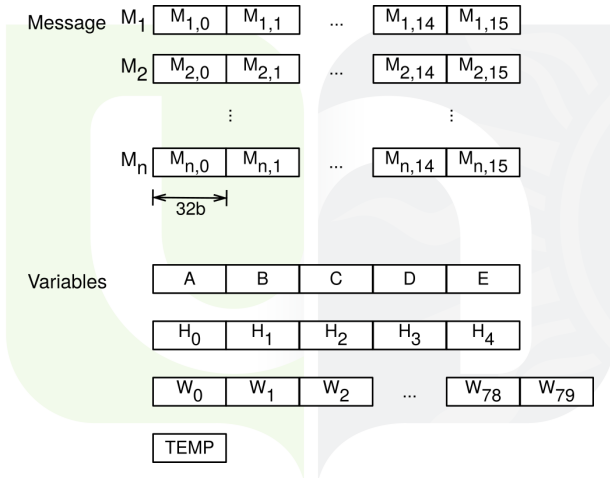 Message M1 M1,0 M1,1 ... M1,14 M1,15
M2 M2,0 M2,1 ... M2,14 M2,15
⋮ ⋮
Mn Mn,0 Mn,1 ... Mn,14 Mn,15
32b
Variables A B C D E
H0 H1 H2 H3 H4
W0 W1 W2 ... W78 W79
TEMP